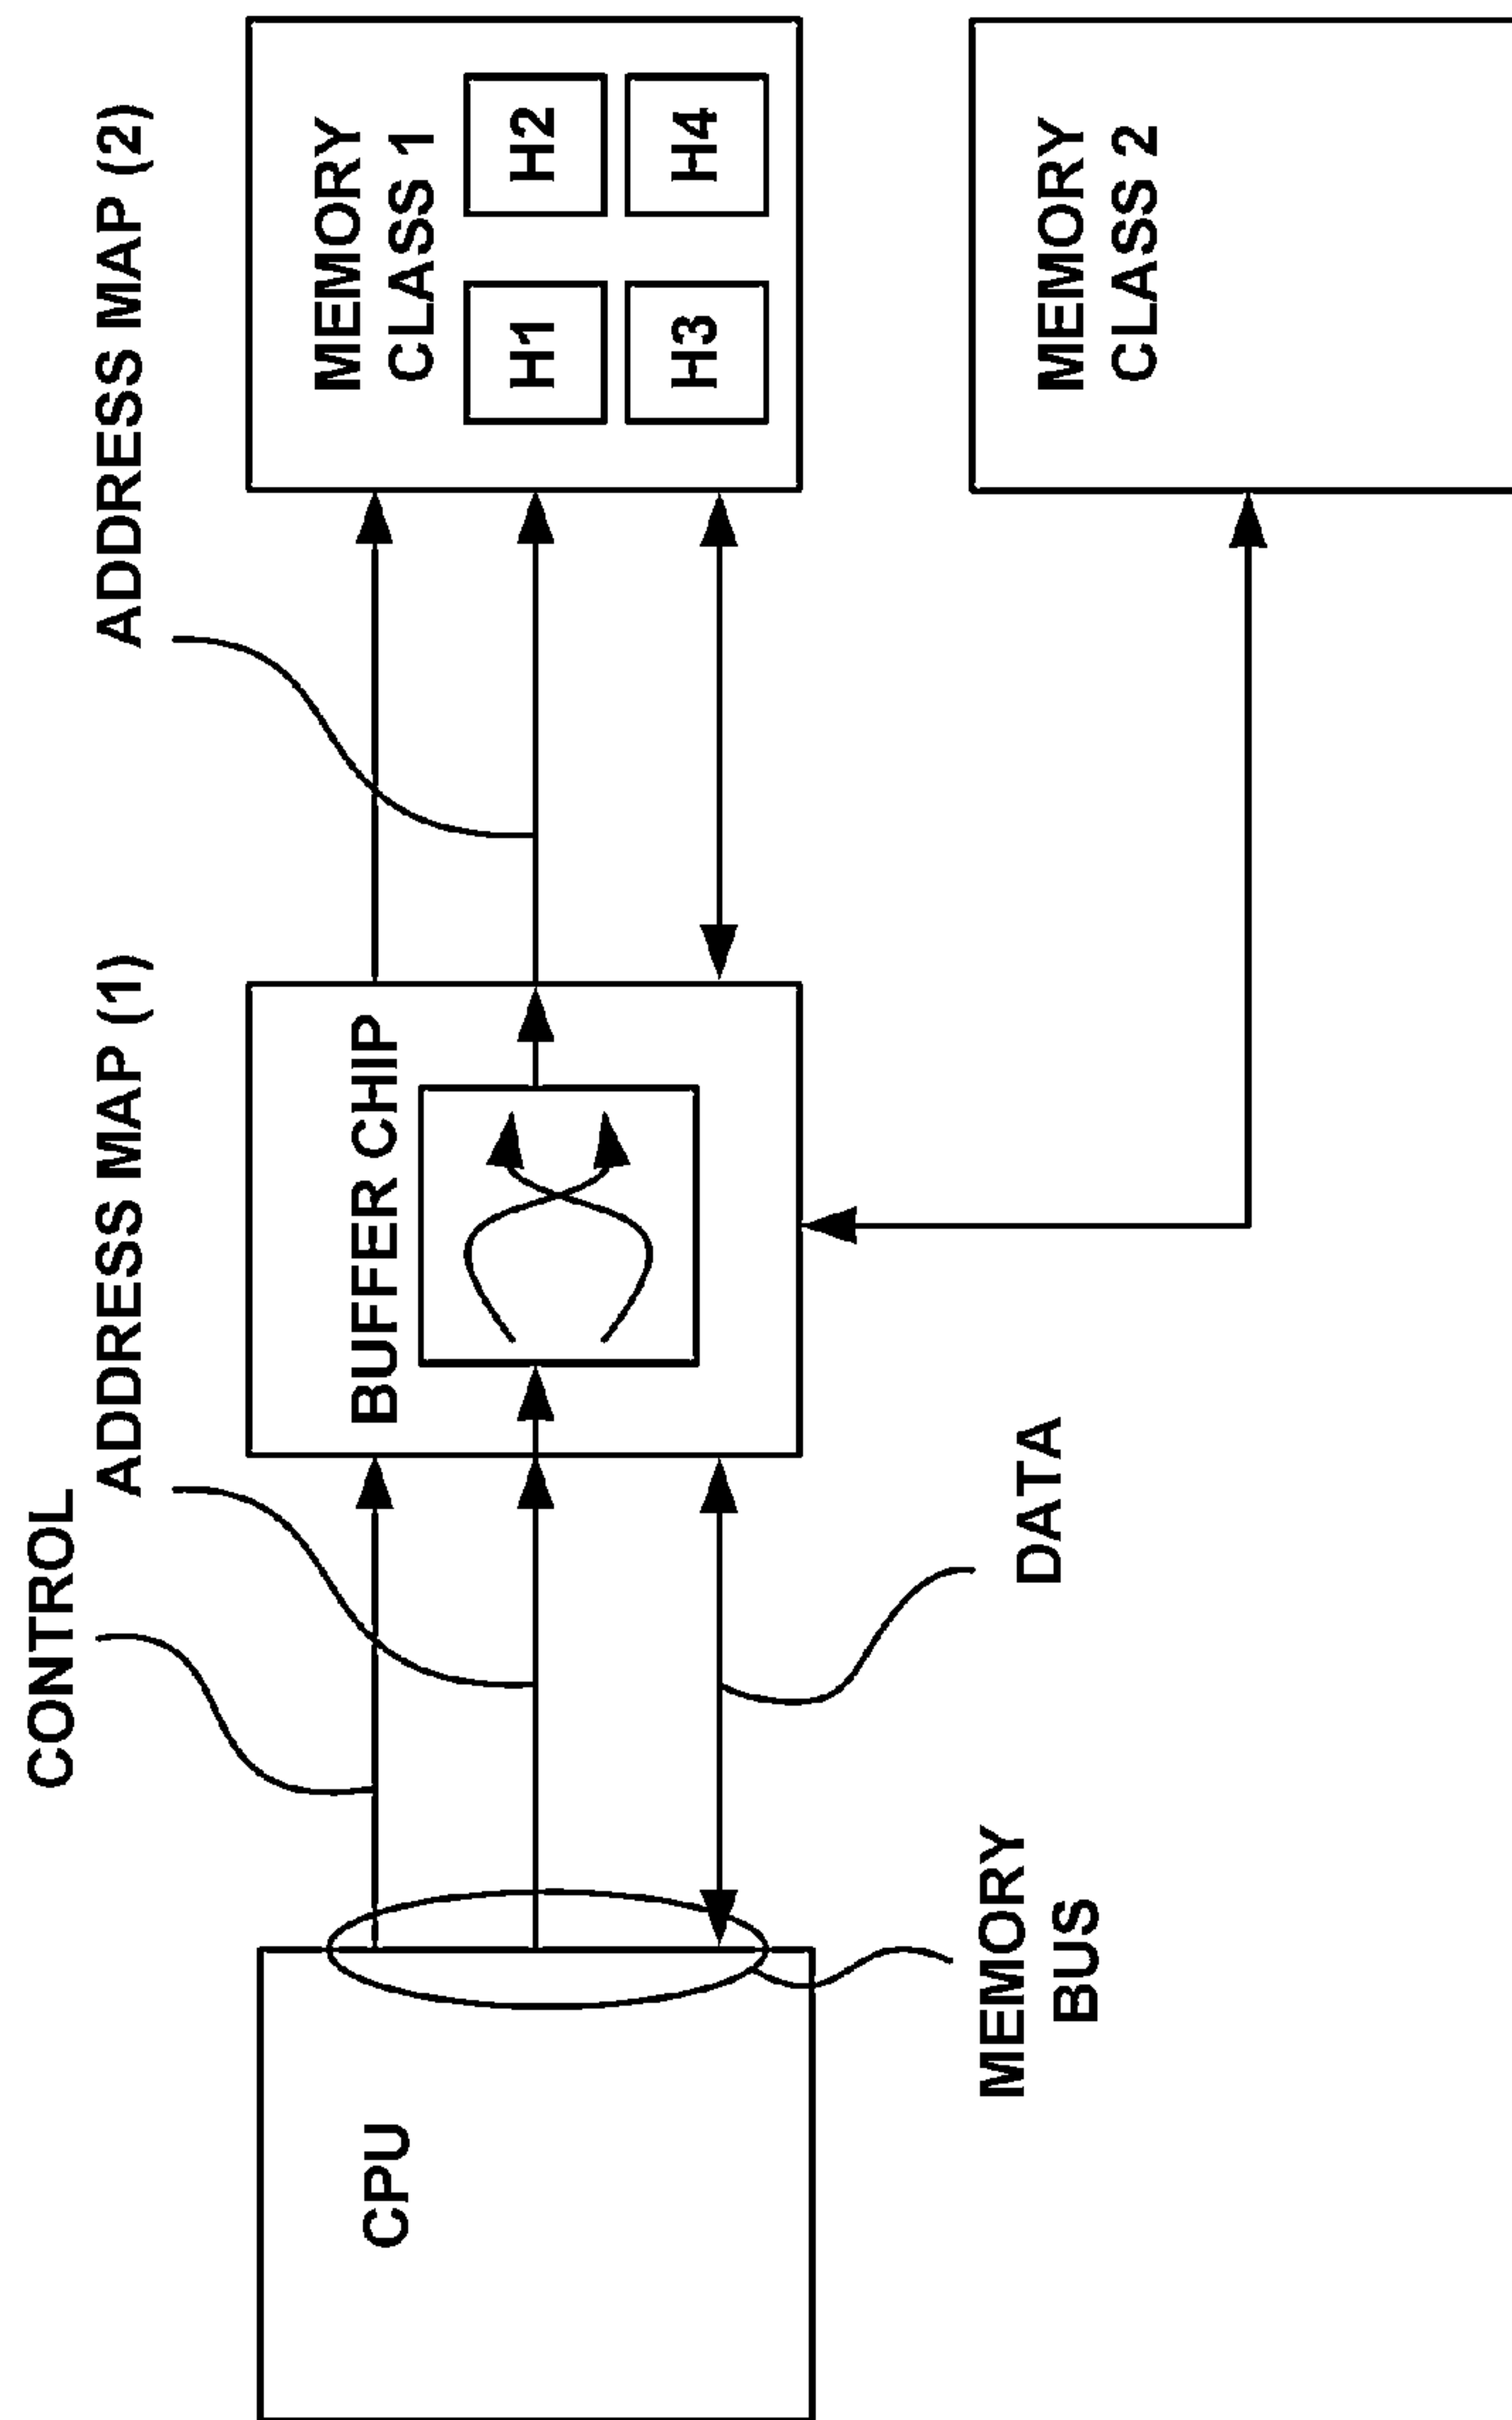 CONTROL
ADDRESS MAP (1)
ADDRESS MAP (2)
CPU
BUFFER CHIP
MEMORY
CLASS 1
H1
H2
H3
H4
MEMORY
BUS
DATA
MEMORY
CLASS 2